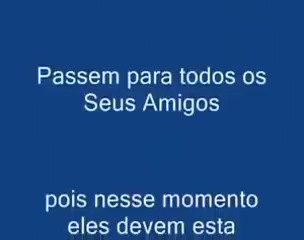 Passem para todos os
Seus Amigos
pois nesse momento
eles devem esta